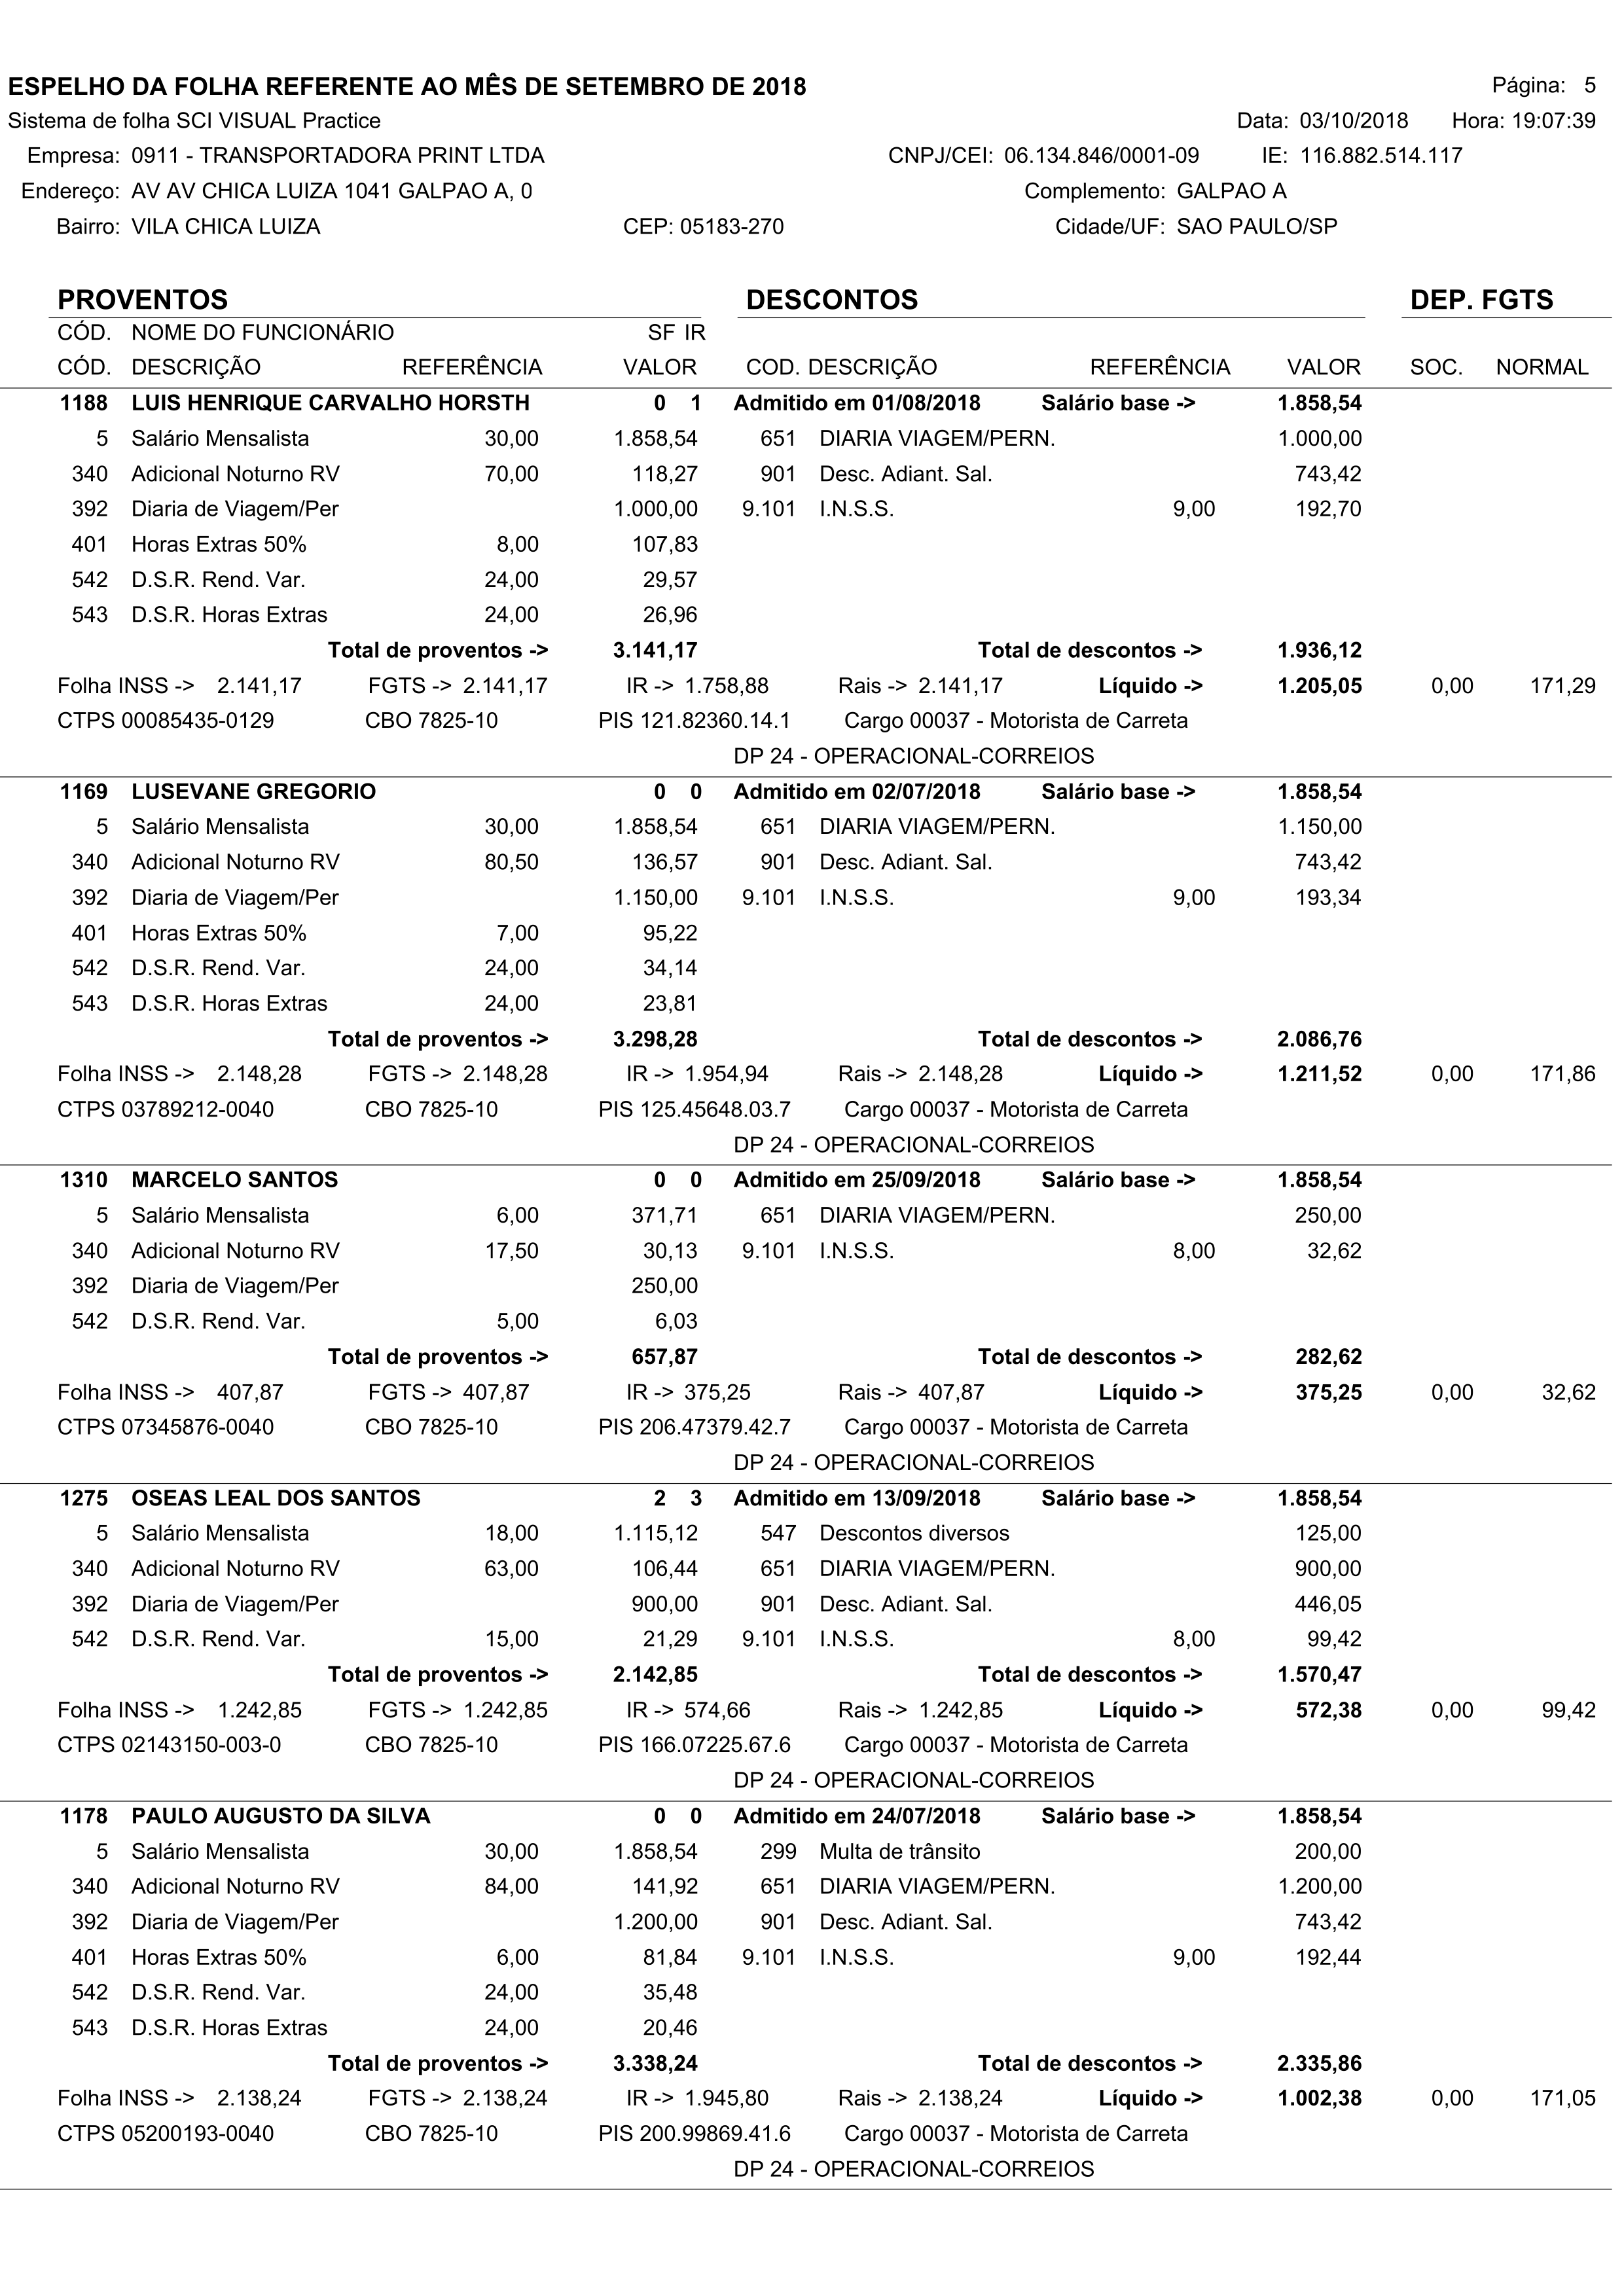 ESPELHO DA FOLHA REFERENTE AO MÊS DE SETEMBRO DE 2018 Página: 5
Sistema de folha SCI VISUAL Practice Data: 03/10/2018 Hora: 19:07:39
Empresa: 0911 - TRANSPORTADORA PRINT LTDA CNPJ/CEI: 06.134.846/0001-09 IE: 116.882.514.117
Endereço: AV AV CHICA LUIZA 1041 GALPAO A, 0 Complemento: GALPAO A
Bairro: VILA CHICA LUIZA CEP: 05183-270 Cidade/UF: SAO PAULO/SP
PROVENTOS DESCONTOS DEP. FGTS
CÓD. NOME DO FUNCIONÁRIO SF IR
CÓD. DESCRIÇÃO REFERÊNCIA VALOR COD. DESCRIÇÃO REFERÊNCIA VALOR SOC. NORMAL
1188 LUIS HENRIQUE CARVALHO HORSTH 0 1 Admitido em 01/08/2018 Salário base -> 1.858,54
5 Salário Mensalista 30,00 1.858,54 651 DIARIA VIAGEM/PERN. 1.000,00
340 Adicional Noturno RV 70,00 118,27 901 Desc. Adiant. Sal. 743,42
392 Diaria de Viagem/Per 1.000,00 9.101 I.N.S.S. 9,00 192,70
401 Horas Extras 50% 8,00 107,83
542 D.S.R. Rend. Var. 24,00 29,57
543 D.S.R. Horas Extras 24,00 26,96
Total de proventos -> 3.141,17 Total de descontos -> 1.936,12
Folha INSS -> 2.141,17 FGTS -> 2.141,17 IR -> 1.758,88 Rais -> 2.141,17 Líquido -> 1.205,05 0,00 171,29
CTPS 00085435-0129 CBO 7825-10 PIS 121.82360.14.1 Cargo 00037 - Motorista de Carreta
DP 24 - OPERACIONAL-CORREIOS
1169 LUSEVANE GREGORIO 0 0 Admitido em 02/07/2018 Salário base -> 1.858,54
5 Salário Mensalista 30,00 1.858,54 651 DIARIA VIAGEM/PERN. 1.150,00
340 Adicional Noturno RV 80,50 136,57 901 Desc. Adiant. Sal. 743,42
392 Diaria de Viagem/Per 1.150,00 9.101 I.N.S.S. 9,00 193,34
401 Horas Extras 50% 7,00 95,22
542 D.S.R. Rend. Var. 24,00 34,14
543 D.S.R. Horas Extras 24,00 23,81
Total de proventos -> 3.298,28 Total de descontos -> 2.086,76
Folha INSS -> 2.148,28 FGTS -> 2.148,28 IR -> 1.954,94 Rais -> 2.148,28 Líquido -> 1.211,52 0,00 171,86
CTPS 03789212-0040 CBO 7825-10 PIS 125.45648.03.7 Cargo 00037 - Motorista de Carreta
DP 24 - OPERACIONAL-CORREIOS
1310 MARCELO SANTOS 0 0 Admitido em 25/09/2018 Salário base -> 1.858,54
5 Salário Mensalista 6,00 371,71 651 DIARIA VIAGEM/PERN. 250,00
340 Adicional Noturno RV 17,50 30,13 9.101 I.N.S.S. 8,00 32,62
392 Diaria de Viagem/Per 250,00
542 D.S.R. Rend. Var. 5,00 6,03
Total de proventos -> 657,87 Total de descontos -> 282,62
Folha INSS -> 407,87 FGTS -> 407,87 IR -> 375,25 Rais -> 407,87 Líquido -> 375,25 0,00 32,62
CTPS 07345876-0040 CBO 7825-10 PIS 206.47379.42.7 Cargo 00037 - Motorista de Carreta
DP 24 - OPERACIONAL-CORREIOS
1275 OSEAS LEAL DOS SANTOS 2 3 Admitido em 13/09/2018 Salário base -> 1.858,54
5 Salário Mensalista 18,00 1.115,12 547 Descontos diversos 125,00
340 Adicional Noturno RV 63,00 106,44 651 DIARIA VIAGEM/PERN. 900,00
392 Diaria de Viagem/Per 900,00 901 Desc. Adiant. Sal. 446,05
542 D.S.R. Rend. Var. 15,00 21,29 9.101 I.N.S.S. 8,00 99,42
Total de proventos -> 2.142,85 Total de descontos -> 1.570,47
Folha INSS -> 1.242,85 FGTS -> 1.242,85 IR -> 574,66 Rais -> 1.242,85 Líquido -> 572,38 0,00 99,42
CTPS 02143150-003-0 CBO 7825-10 PIS 166.07225.67.6 Cargo 00037 - Motorista de Carreta
DP 24 - OPERACIONAL-CORREIOS
1178 PAULO AUGUSTO DA SILVA 0 0 Admitido em 24/07/2018 Salário base -> 1.858,54
5 Salário Mensalista 30,00 1.858,54 299 Multa de trânsito 200,00
340 Adicional Noturno RV 84,00 141,92 651 DIARIA VIAGEM/PERN. 1.200,00
392 Diaria de Viagem/Per 1.200,00 901 Desc. Adiant. Sal. 743,42
401 Horas Extras 50% 6,00 81,84 9.101 I.N.S.S. 9,00 192,44
542 D.S.R. Rend. Var. 24,00 35,48
543 D.S.R. Horas Extras 24,00 20,46
Total de proventos -> 3.338,24 Total de descontos -> 2.335,86
Folha INSS -> 2.138,24 FGTS -> 2.138,24 IR -> 1.945,80 Rais -> 2.138,24 Líquido -> 1.002,38 0,00 171,05
CTPS 05200193-0040 CBO 7825-10 PIS 200.99869.41.6 Cargo 00037 - Motorista de Carreta
DP 24 - OPERACIONAL-CORREIOS